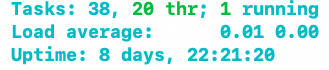 Tasks: 38, 20 thr; 1 running
Load average: 0.01 0.00
Uptime: 8 days, 22:21:20